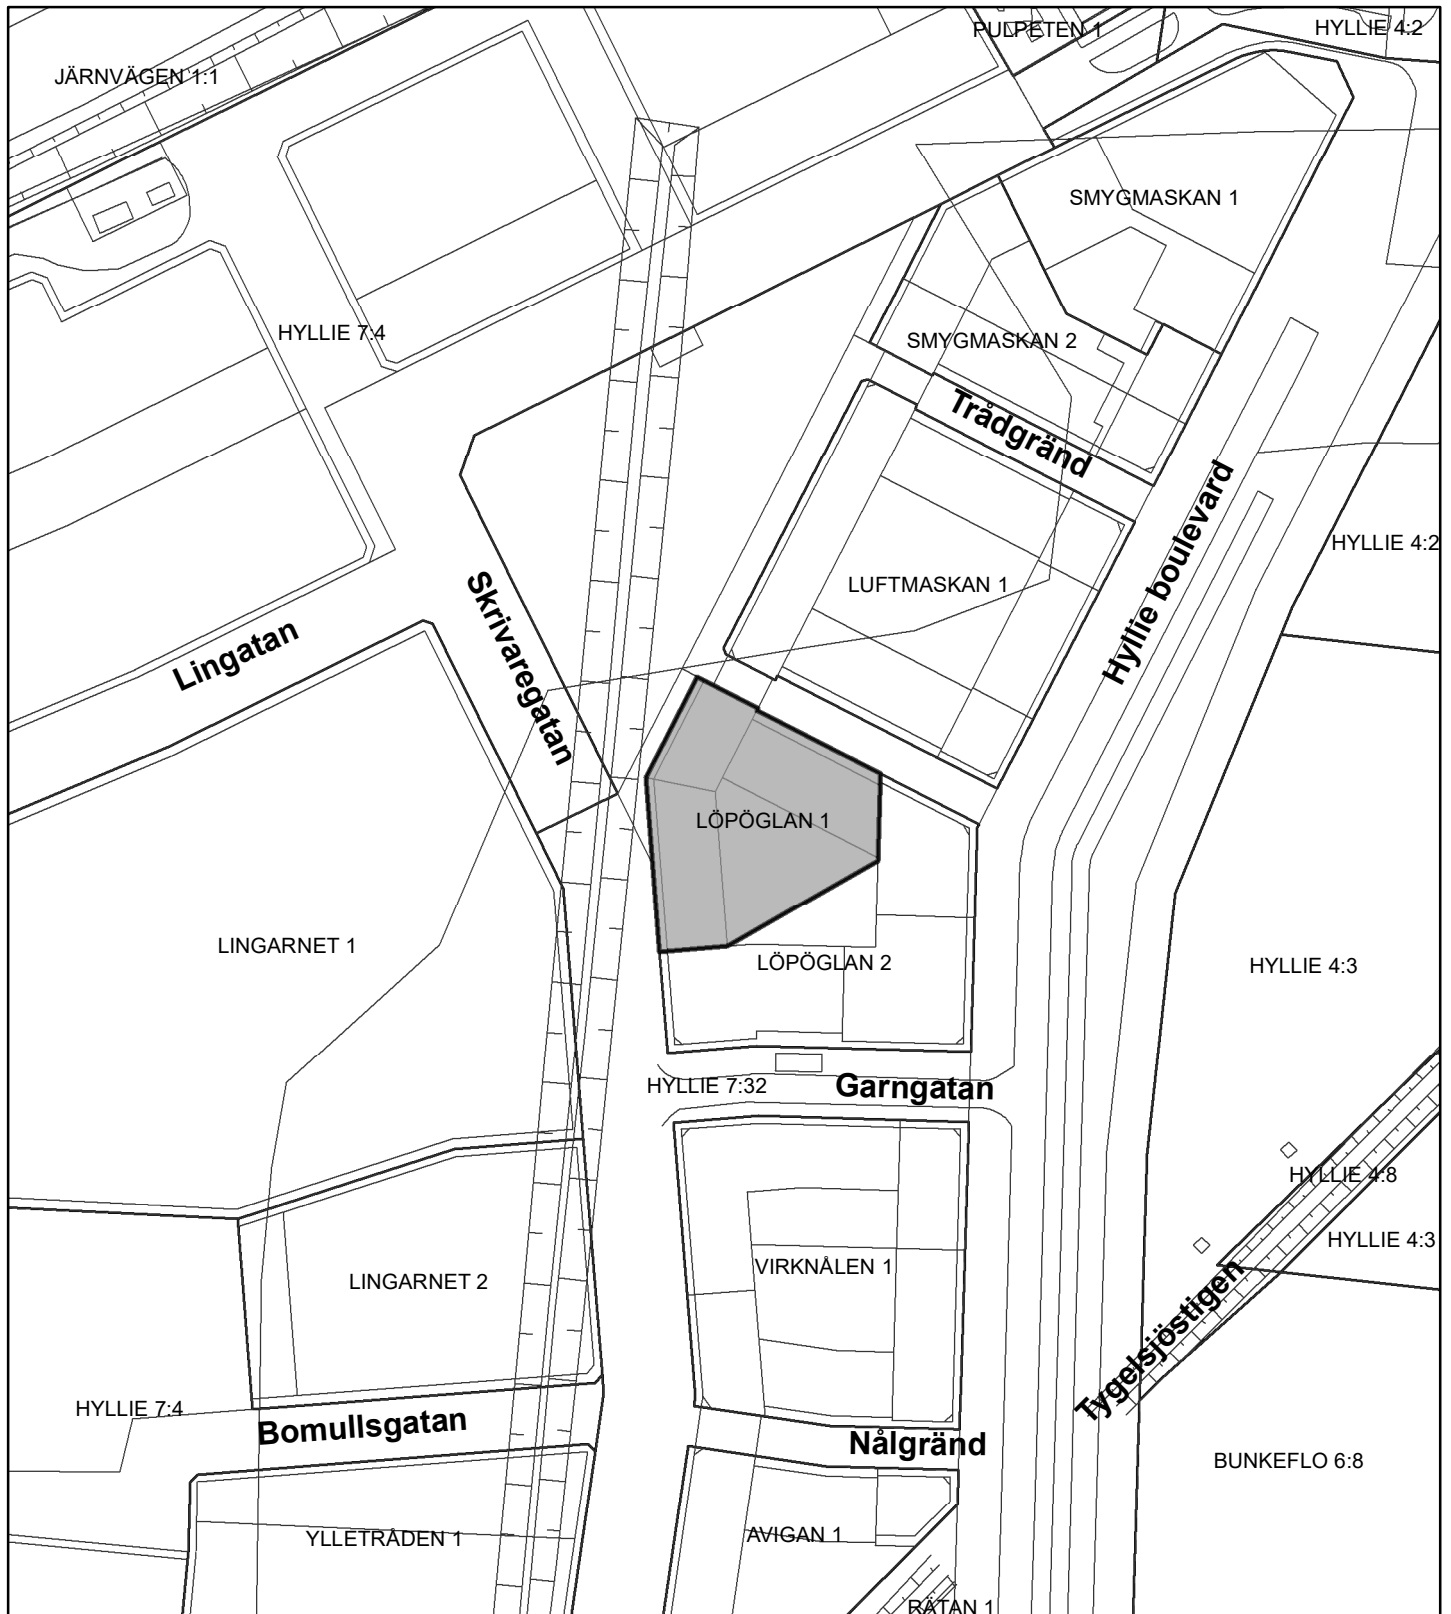 PULPETEN 1
HYLLIE 4:2
JÄRNVÄGEN 1:1
SMYGMASKAN 1
HYLLIE 7:4
SMYGMASKAN 2
Trådgränd
Hyllie boulevard
HYLLIE 4:2
LUFTMASKAN 1
Skrivaregatan
Lingatan
LÖPÖGLAN 1
LINGARNET 1
LÖPÖGLAN 2
HYLLIE 4:3
HYLLIE 7:32
Garngatan
HYLLIE 4:8
HYLLIE 4:3
VIRKNÅLEN 1
LINGARNET 2
Tygelsjöstigen
HYLLIE 7:4
Bomullsgatan
Nålgränd
BUNKEFLO 6:8
YLLETRÅDEN 1
AVIGAN 1
RÄTAN 1